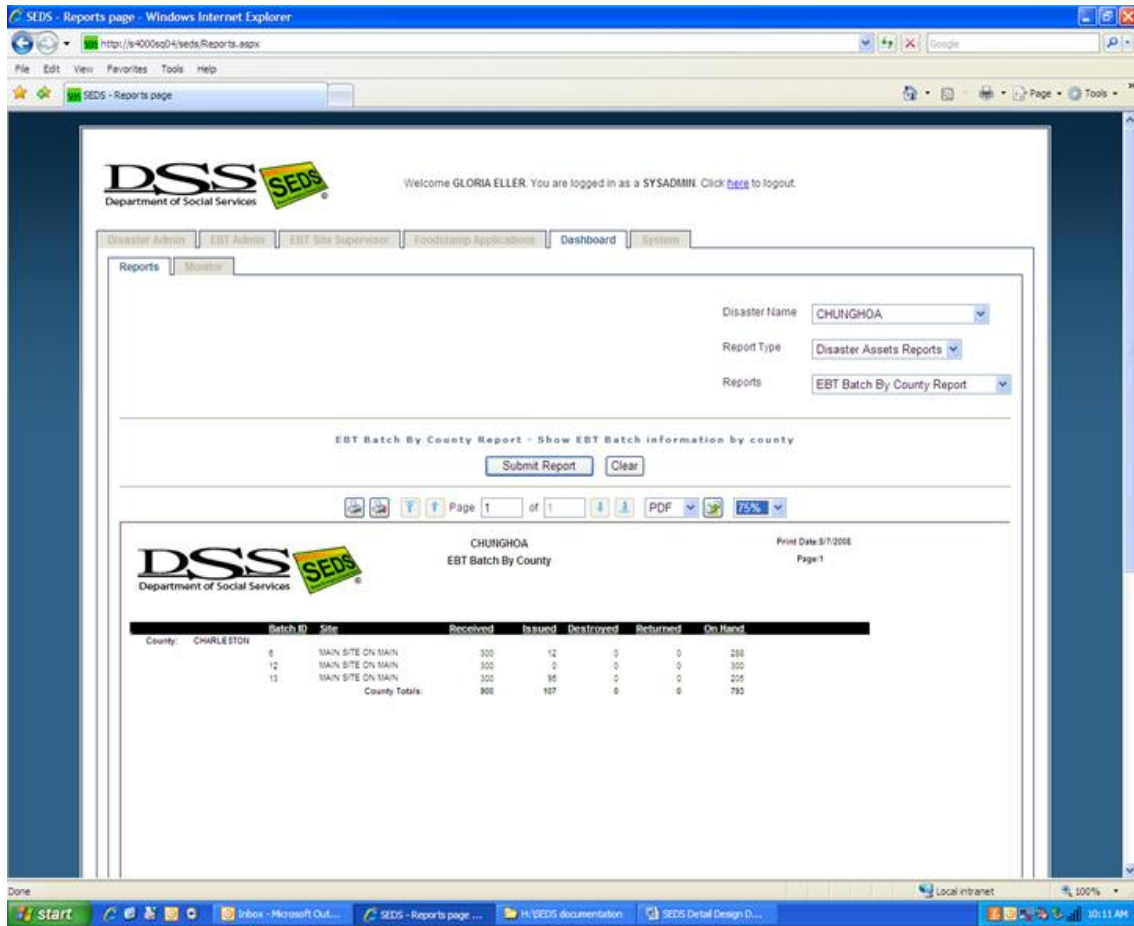 SEDS - Reports page - Windows Internet Explorer
http://s4000sq04/seds/Reports.aspx
Google
File Edit View Favorites Tools Help
SEDS - Reports page
Page Tools
DSS SEDS
Department of Social Services
Welcome GLORIA ELLER. You are logged in as a SYSADMIN. Click here to logout.
Disaster Admin EBT Admin EBT Site Supervisor Foodstamp Applications Dashboard System
Reports Monitor
Disaster Name CHUNGHOA
Report Type Disaster Assets Reports
Reports EBT Batch By County Report
EBT Batch By County Report - Show EBT Batch information by county
Submit Report Clear
Page 1 of 1 PDF 75%
DSS SEDS
Department of Social Services
CHUNGHOA
EBT Batch By County
Print Date:8/7/2008
Page:1
Batch ID Site Received Issued Destroyed Returned On Hand
County: CHARLESTON
6 MAIN SITE ON MAIN 300 12 0 0 288
12 MAIN SITE ON MAIN 300 0 0 0 300
13 MAIN SITE ON MAIN 300 95 0 0 205
County Totals: 900 107 0 0 793
Done
Local intranet
100%
start
Inbox - Microsoft Out...
SEDS - Reports page ...
H:\SEDS documentation
SEDS Detail Design D...
10:11 AM